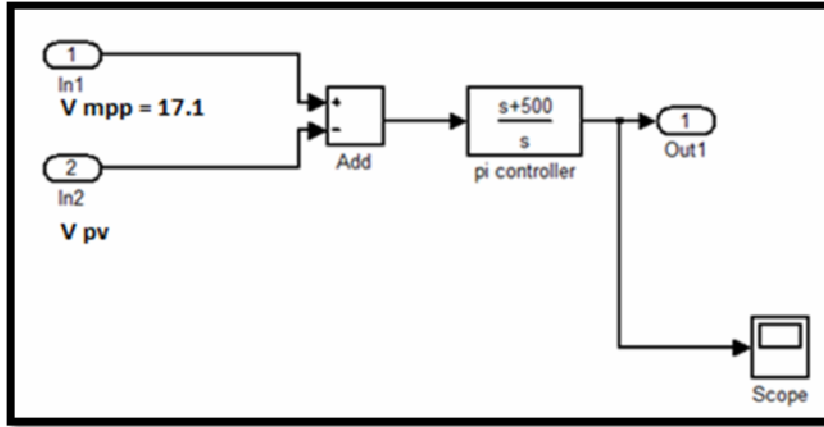 1
In1
V mpp = 17.1
2
In2
V pv
+
−
Add
s+500
s
pi controller
1
Out1
Scope